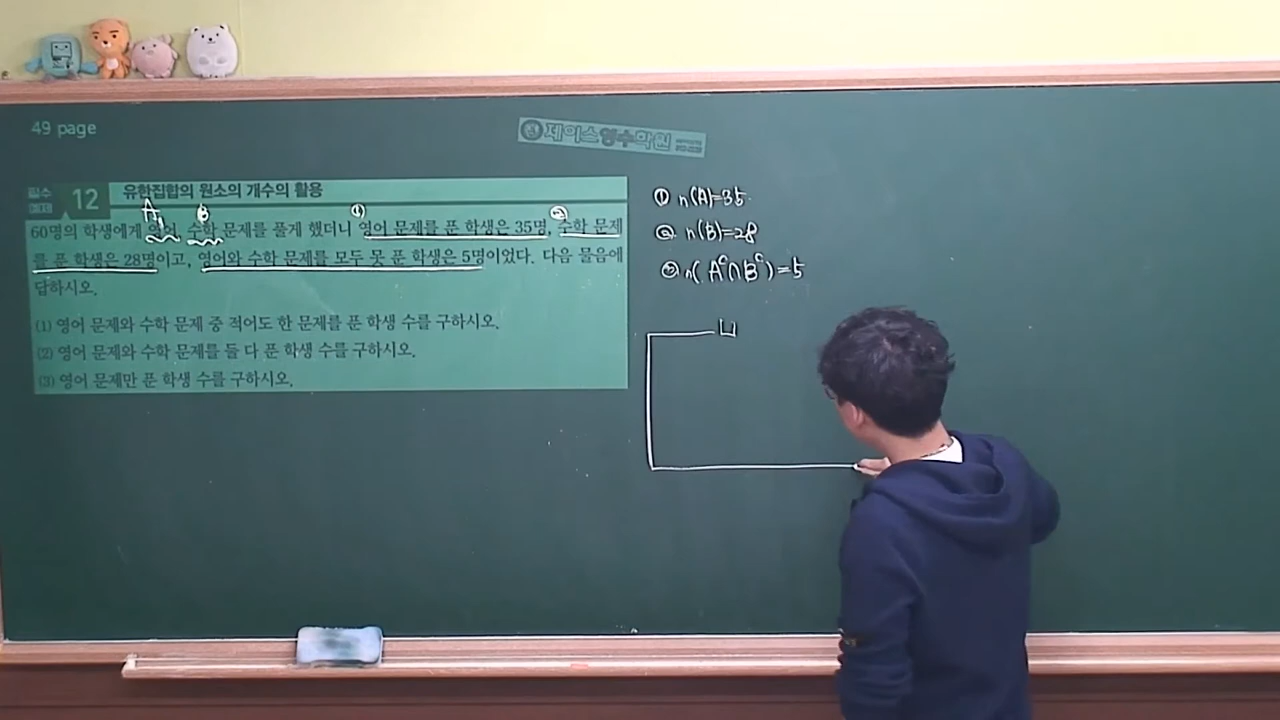 49 page
제이스영수학원
필수 예제 12 유한집합의 원소의 개수의 활용
A B ① ②
60명의 학생에게 영어, 수학 문제를 풀게 했더니 영어 문제를 푼 학생은 35명, 수학 문제
를 푼 학생은 28명이고, 영어와 수학 문제를 모두 못 푼 학생은 5명이었다. 다음 물음에
답하시오.
(1) 영어 문제와 수학 문제 중 적어도 한 문제를 푼 학생 수를 구하시오.
(2) 영어 문제와 수학 문제를 둘 다 푼 학생 수를 구하시오.
(3) 영어 문제만 푼 학생 수를 구하시오.
① n(A)=35
② n(B)=28
③ n(Aᶜ∩Bᶜ)=5
U